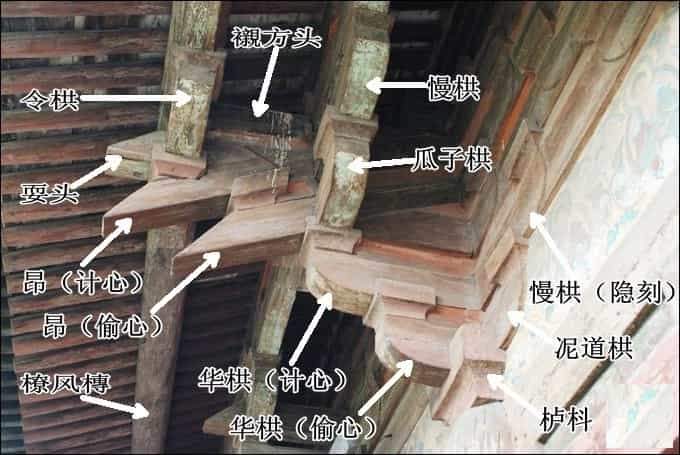 襯方头
令栱
慢栱
瓜子栱
耍头
昂（计心）
慢栱（隐刻）
昂（偷心）
泥道栱
橑风槫
华栱（计心）
华栱（偷心）
栌枓